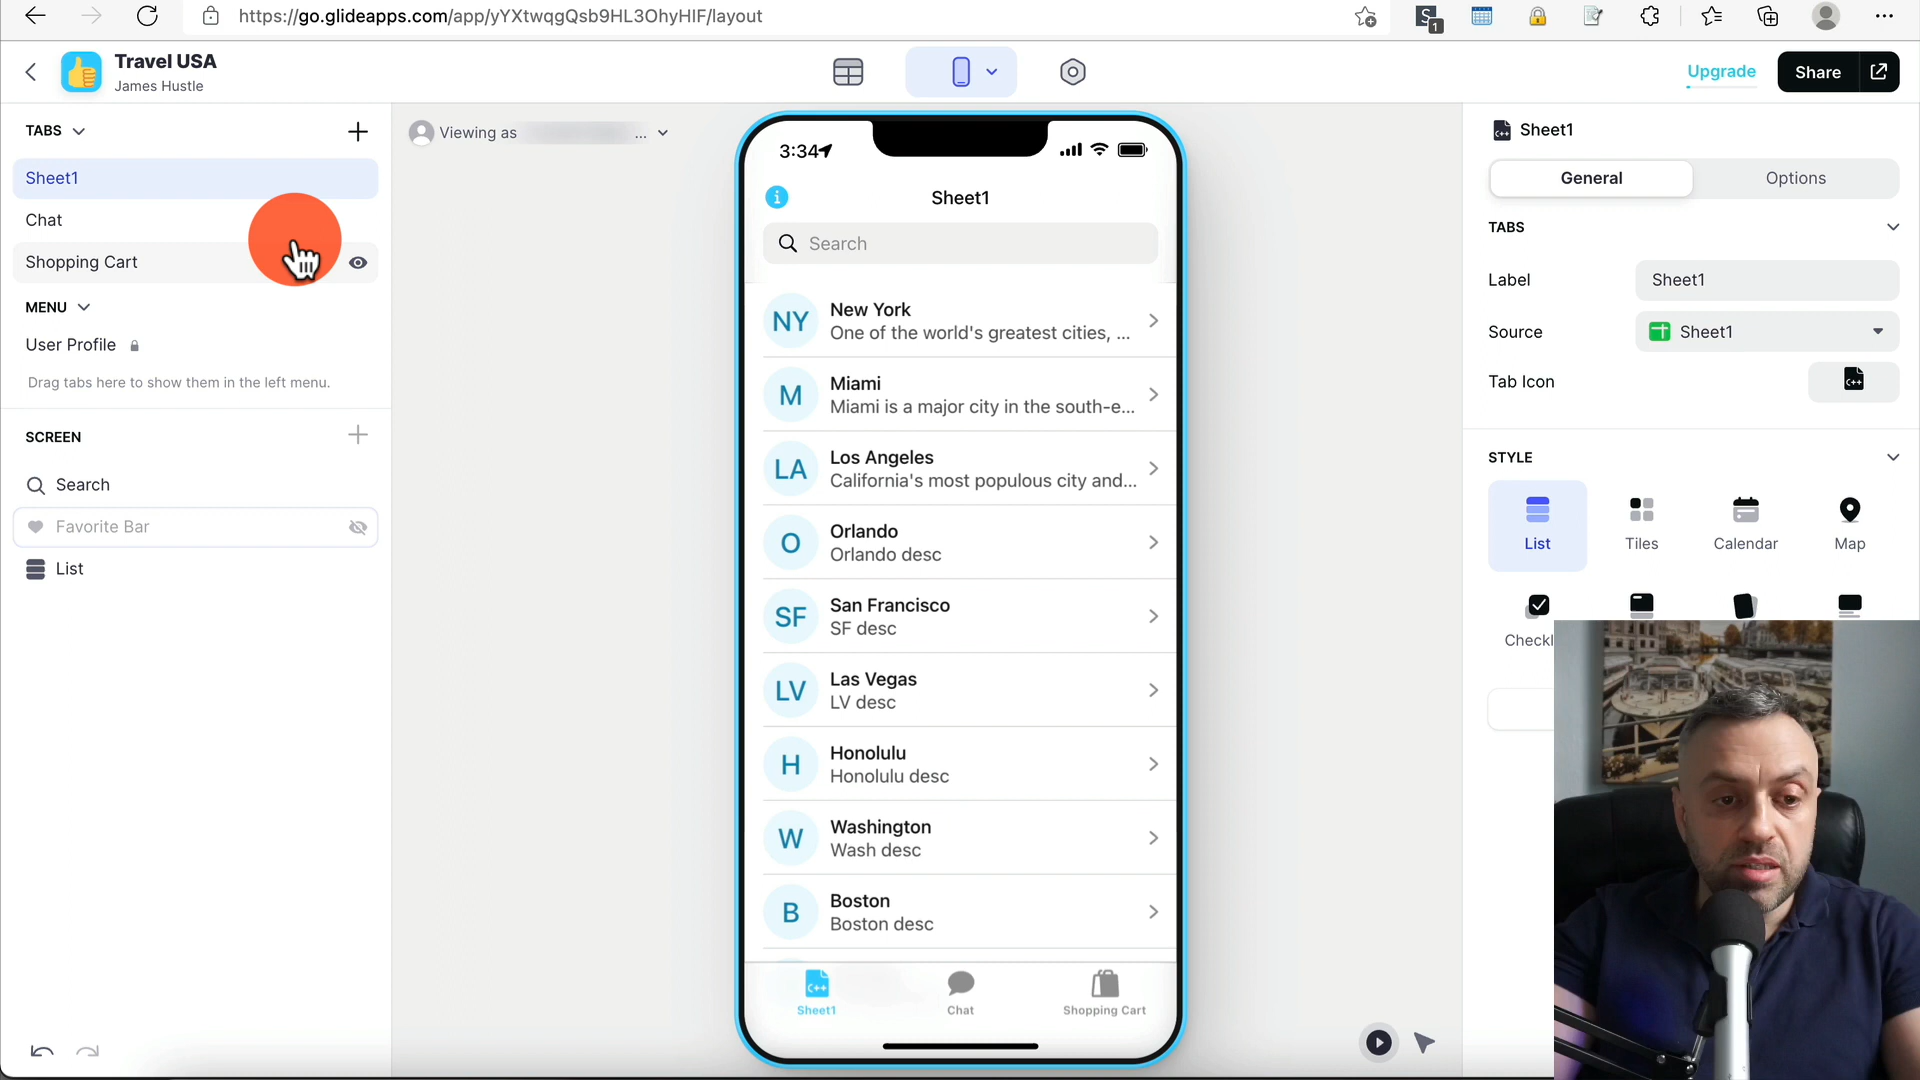 https://go.glideapps.com/app/yYXtwqgQsb9HL3OhyHIF/layout
1
Travel USA
James Hustle
Upgrade
Share
TABS
Sheet1
Chat
Shopping Cart
MENU
User Profile
Drag tabs here to show them in the left menu.
SCREEN
Search
Favorite Bar
List
Viewing as
...
3:34
Sheet1
Search
NY
New York
One of the world's greatest cities, ...
M
Miami
Miami is a major city in the south-e...
LA
Los Angeles
California's most populous city and...
O
Orlando
Orlando desc
SF
San Francisco
SF desc
LV
Las Vegas
LV desc
H
Honolulu
Honolulu desc
W
Washington
Wash desc
B
Boston
Boston desc
Sheet1
Chat
Shopping Cart
Sheet1
General
Options
TABS
Label
Sheet1
Source
Sheet1
Tab Icon
STYLE
List
Tiles
Calendar
Map
Checkl